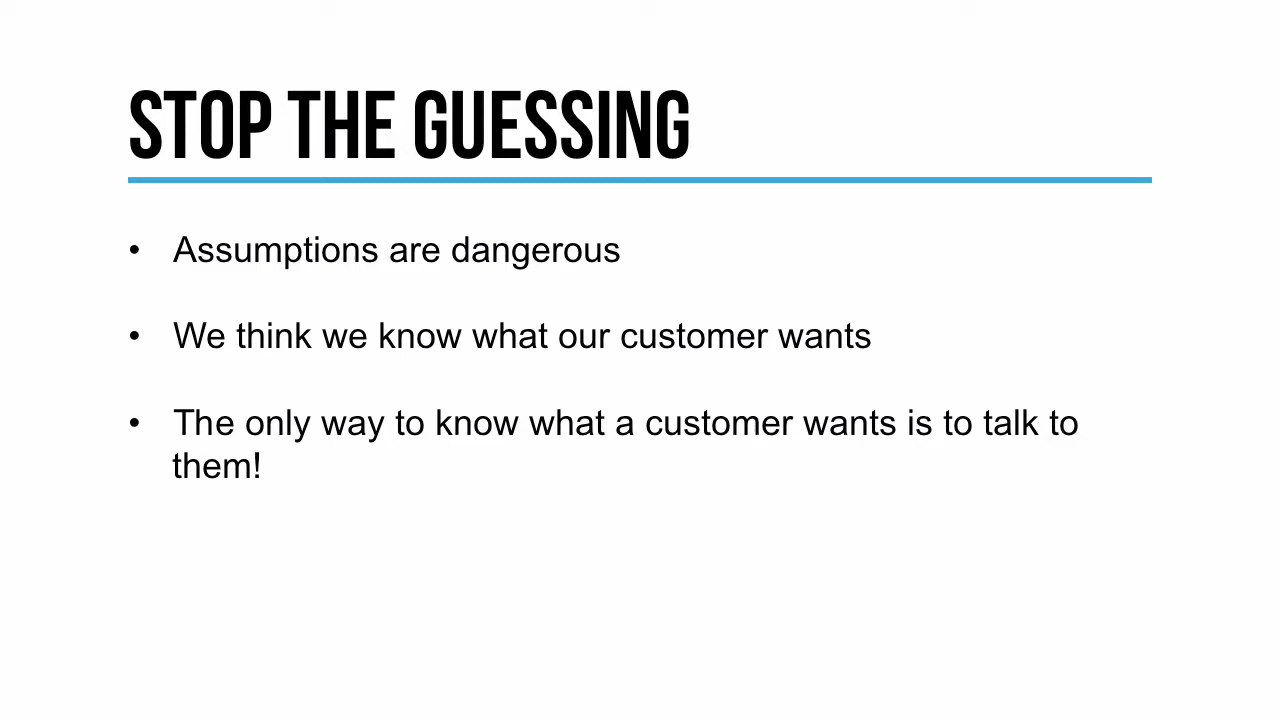 STOP THE GUESSING
• Assumptions are dangerous
• We think we know what our customer wants
• The only way to know what a customer wants is to talk to
them!